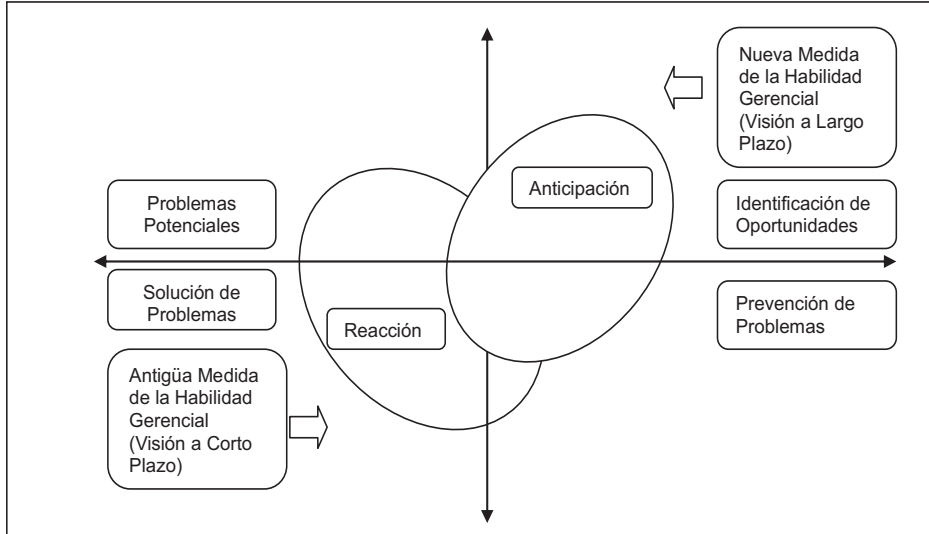 Nueva Medida
de la Habilidad
Gerencial
(Visión a Largo
Plazo)
Anticipación
Problemas
Potenciales
Identificación de
Oportunidades
Solución de
Problemas
Prevención de
Problemas
Reacción
Antigüa Medida
de la Habilidad
Gerencial
(Visión a Corto
Plazo)